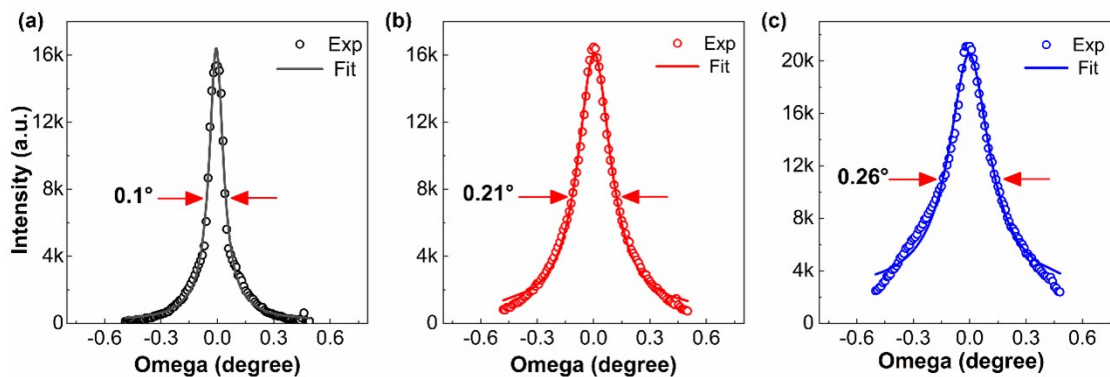 (a)
Exp
Fit
16k
12k
8k
4k
0
0.1°
-0.6 -0.3 0.0 0.3 0.6
Omega (degree)
Intensity (a.u.)
(b)
Exp
Fit
16k
12k
8k
4k
0
0.21°
-0.6 -0.3 0.0 0.3 0.6
Omega (degree)
(c)
Exp
Fit
20k
16k
12k
8k
4k
0
0.26°
-0.6 -0.3 0.0 0.3 0.6
Omega (degree)